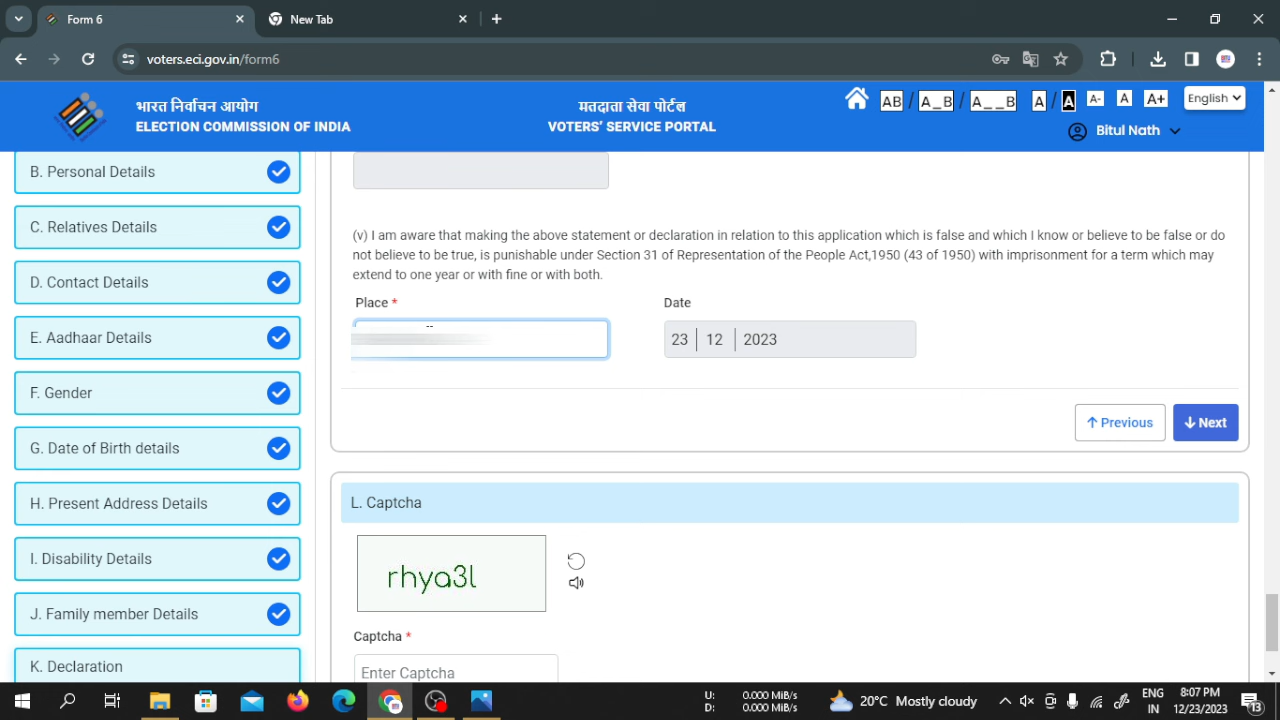 Form 6
New Tab
voters.eci.gov.in/form6
भारत निर्वाचन आयोग
ELECTION COMMISSION OF INDIA
मतदाता सेवा पोर्टल
VOTERS' SERVICE PORTAL
AB / A_B / A__B A / A A- A A+ English
Bitul Nath
B. Personal Details
C. Relatives Details
D. Contact Details
E. Aadhaar Details
F. Gender
G. Date of Birth details
H. Present Address Details
I. Disability Details
J. Family member Details
K. Declaration
(v) I am aware that making the above statement or declaration in relation to this application which is false and which I know or believe to be false or do
not believe to be true, is punishable under Section 31 of Representation of the People Act,1950 (43 of 1950) with imprisonment for a term which may
extend to one year or with fine or with both.
Place *
Date
23 | 12 | 2023
Previous
Next
L. Captcha
rhya3l
Captcha *
Enter Captcha
U: 0.000 MiB/s
D: 0.000 MiB/s
20°C Mostly cloudy
ENG
IN
8:07 PM
12/23/2023
13